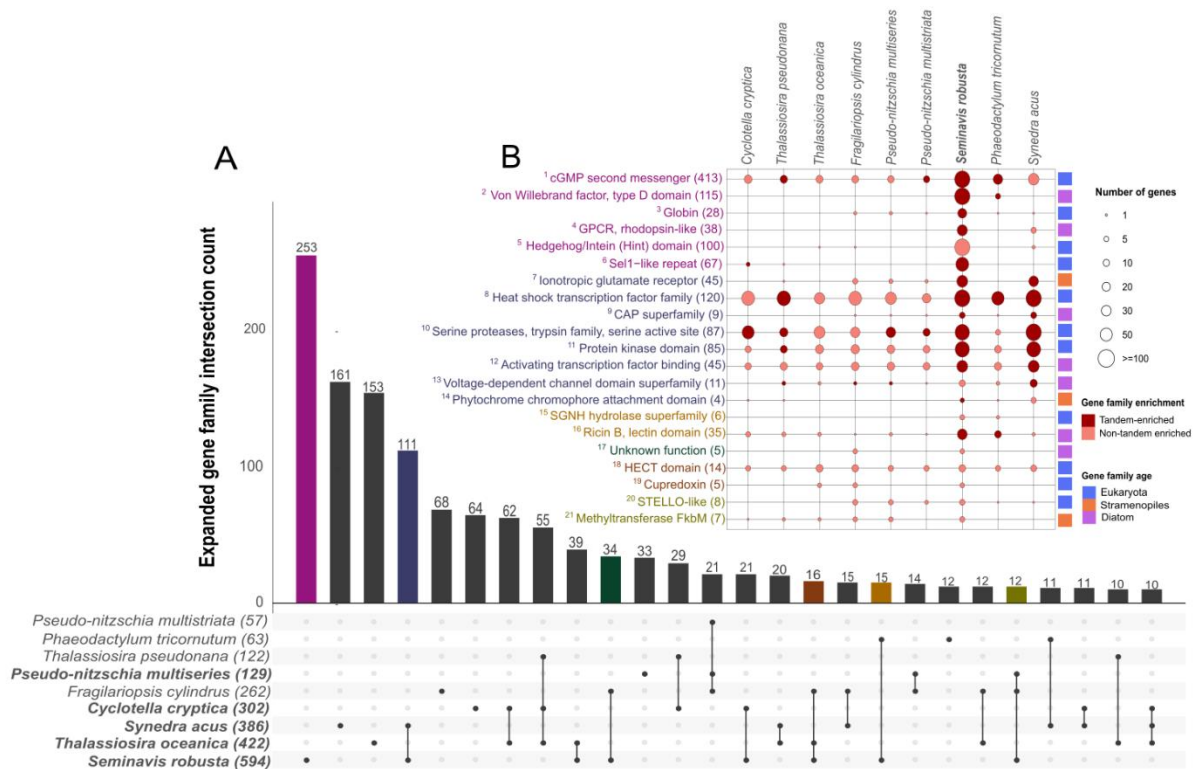 A
B
Cyclotella cryptica
Thalassiosira pseudonana
Thalassiosira oceanica
Fragilariopsis cylindrus
Pseudo-nitzschia multiseries
Pseudo-nitzschia multistriata
Seminavis robusta
Phaeodactylum tricornutum
Synedra acus
1 cGMP second messenger (413)
2 Von Willebrand factor, type D domain (115)
3 Globin (28)
4 GPCR, rhodopsin-like (38)
5 Hedgehog/Intein (Hint) domain (100)
6 Sel1-like repeat (67)
7 Ionotropic glutamate receptor (45)
8 Heat shock transcription factor family (120)
9 CAP superfamily (9)
10 Serine proteases, trypsin family, serine active site (87)
11 Protein kinase domain (85)
12 Activating transcription factor binding (45)
13 Voltage-dependent channel domain superfamily (11)
14 Phytochrome chromophore attachment domain (4)
15 SGNH hydrolase superfamily (6)
16 Ricin B, lectin domain (35)
17 Unknown function (5)
18 HECT domain (14)
19 Cupredoxin (5)
20 STELLO-like (8)
21 Methyltransferase FkbM (7)
Number of genes
1
5
10
20
30
50
>=100
Gene family enrichment
Tandem-enriched
Non-tandem enriched
Gene family age
Eukaryota
Stramenopiles
Diatom
Expanded gene family intersection count
200
100
0
253
161
153
111
68
64
62
55
39
34
33
29
21
21
20
16
15
15
14
12
12
12
11
11
10
10
Pseudo-nitzschia multistriata (57)
Phaeodactylum tricornutum (63)
Thalassiosira pseudonana (122)
Pseudo-nitzschia multiseries (129)
Fragilariopsis cylindrus (262)
Cyclotella cryptica (302)
Synedra acus (386)
Thalassiosira oceanica (422)
Seminavis robusta (594)